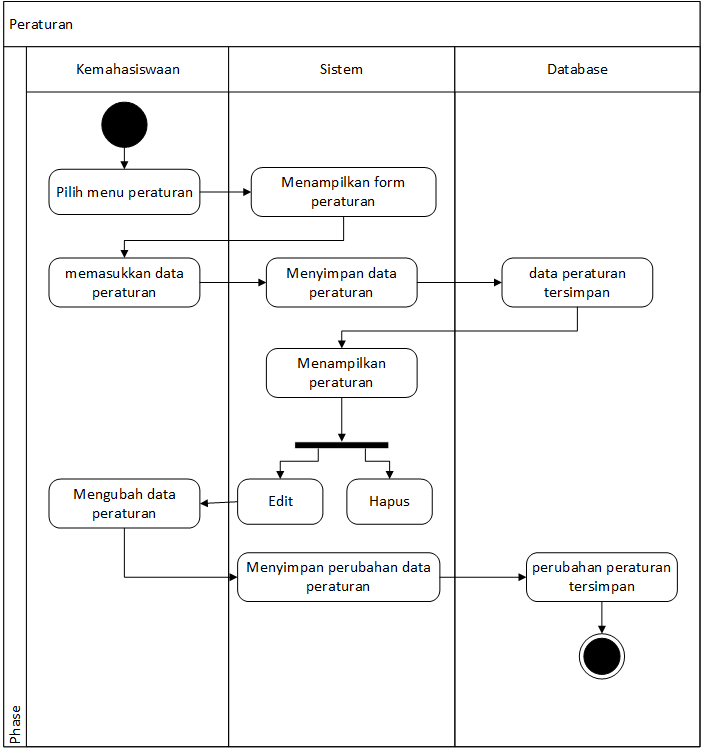 Peraturan
Kemahasiswaan
Sistem
Database
Pilih menu peraturan
Menampilkan form
peraturan
memasukkan data
peraturan
Menyimpan data
peraturan
data peraturan
tersimpan
Menampilkan
peraturan
Mengubah data
peraturan
Edit
Hapus
Menyimpan perubahan data
peraturan
perubahan peraturan
tersimpan
Phase